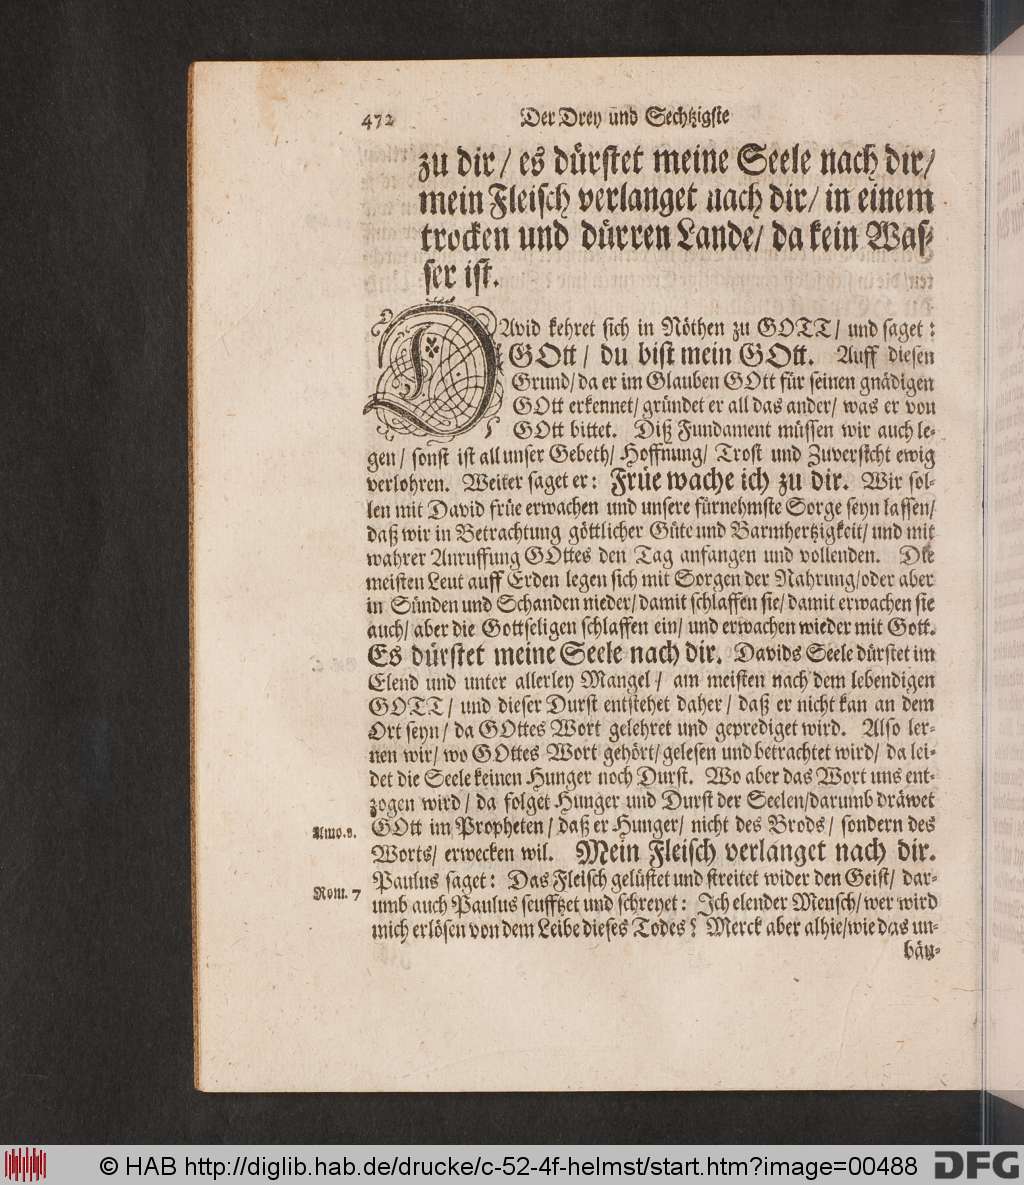 472 Der Drey und Sechtzigste
zu dir/ es dürstet meine Seele nach dir/
mein Fleisch verlanget nach dir/ in einem
trocken und dürren Lande/ da kein Was⸗
ser ist.
DAvid kehret sich in Nöthen zu GOTT/ und saget:
GOtt/ du bist mein GOtt. Auff diesen
Grund/ da er im Glauben GOtt für seinen gnädigen
GOtt erkennet/ gründet er all das ander/ was er von
GOtt bittet. Diß Fundament müssen wir auch le⸗
gen/ sonst ist all unser Gebeth/ Hoffnung/ Trost und Zuversicht ewig
verlohren. Weiter saget er: Früe wache ich zu dir. Wir sol⸗
len mit David früe erwachen und unsere fürnehmste Sorge seyn lassen/
daß wir in Betrachtung göttlicher Güte und Barmhertzigkeit/ und mit
wahrer Anruffung GOttes den Tag anfangen und vollenden. Die
meisten Leut auff Erden legen sich mit Sorgen der Nahrung/ oder aber
in Sünden und Schanden nieder/ damit schlaffen sie/ damit erwachen sie
auch/ aber die Gottseligen schlaffen ein/ und erwachen wieder mit Gott.
Es dürstet meine Seele nach dir. Davids Seele dürstet im
Elend und unter allerley Mangel/ am meisten nach dem lebendigen
GOTT/ und dieser Durst entstehet daher/ daß er nicht kan an dem
Ort seyn/ da GOttes Wort gelehret und geprediget wird. Also ler⸗
nen wir/ wo GOttes Wort gehört/ gelesen und betrachtet wird/ da lei⸗
det die Seele keinen Hunger noch Durst. Wo aber das Wort uns ent⸗
zogen wird/ da folget Hunger und Durst der Seelen/ darumb dräwet
Amo. 8. GOtt im Propheten/ daß er Hunger/ nicht des Brods/ sondern des
Worts/ erwecken wil. Mein Fleisch verlanget nach dir.
Rom. 7 Paulus saget: Das Fleisch gelüstet und streitet wider den Geist/ dar⸗
umb auch Paulus seufftzet und schreyet: Ich elender Mensch/ wer wird
mich erlösen von dem Leibe dieses Todes? Merck aber alhie/ wie das un⸗
bäu⸗
© HAB http://diglib.hab.de/drucke/c-52-4f-helmst/start.htm?image=00488 DFG